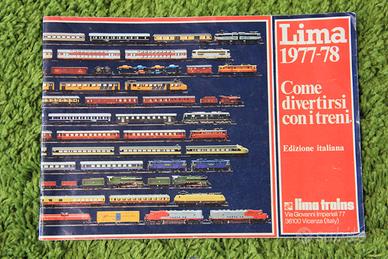 Lima
1977-78
Come
divertirsi
con i treni
Edizione italiana
lima trains
Via Giovanni Imperiali 77
36100 Vicenza (Italy)